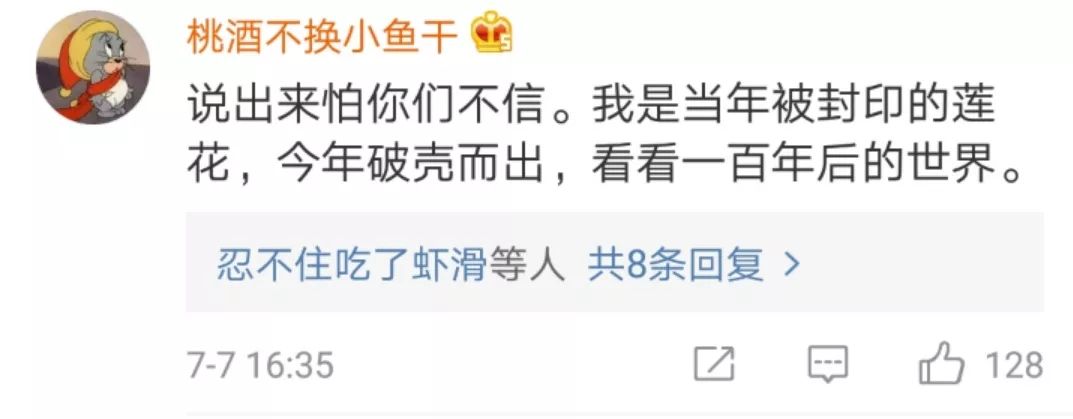 桃酒不换小鱼干
说出来怕你们不信。我是当年被封印的莲
花，今年破壳而出，看看一百年后的世界。
忍不住吃了虾滑等人 共8条回复 >
7-7 16:35 128